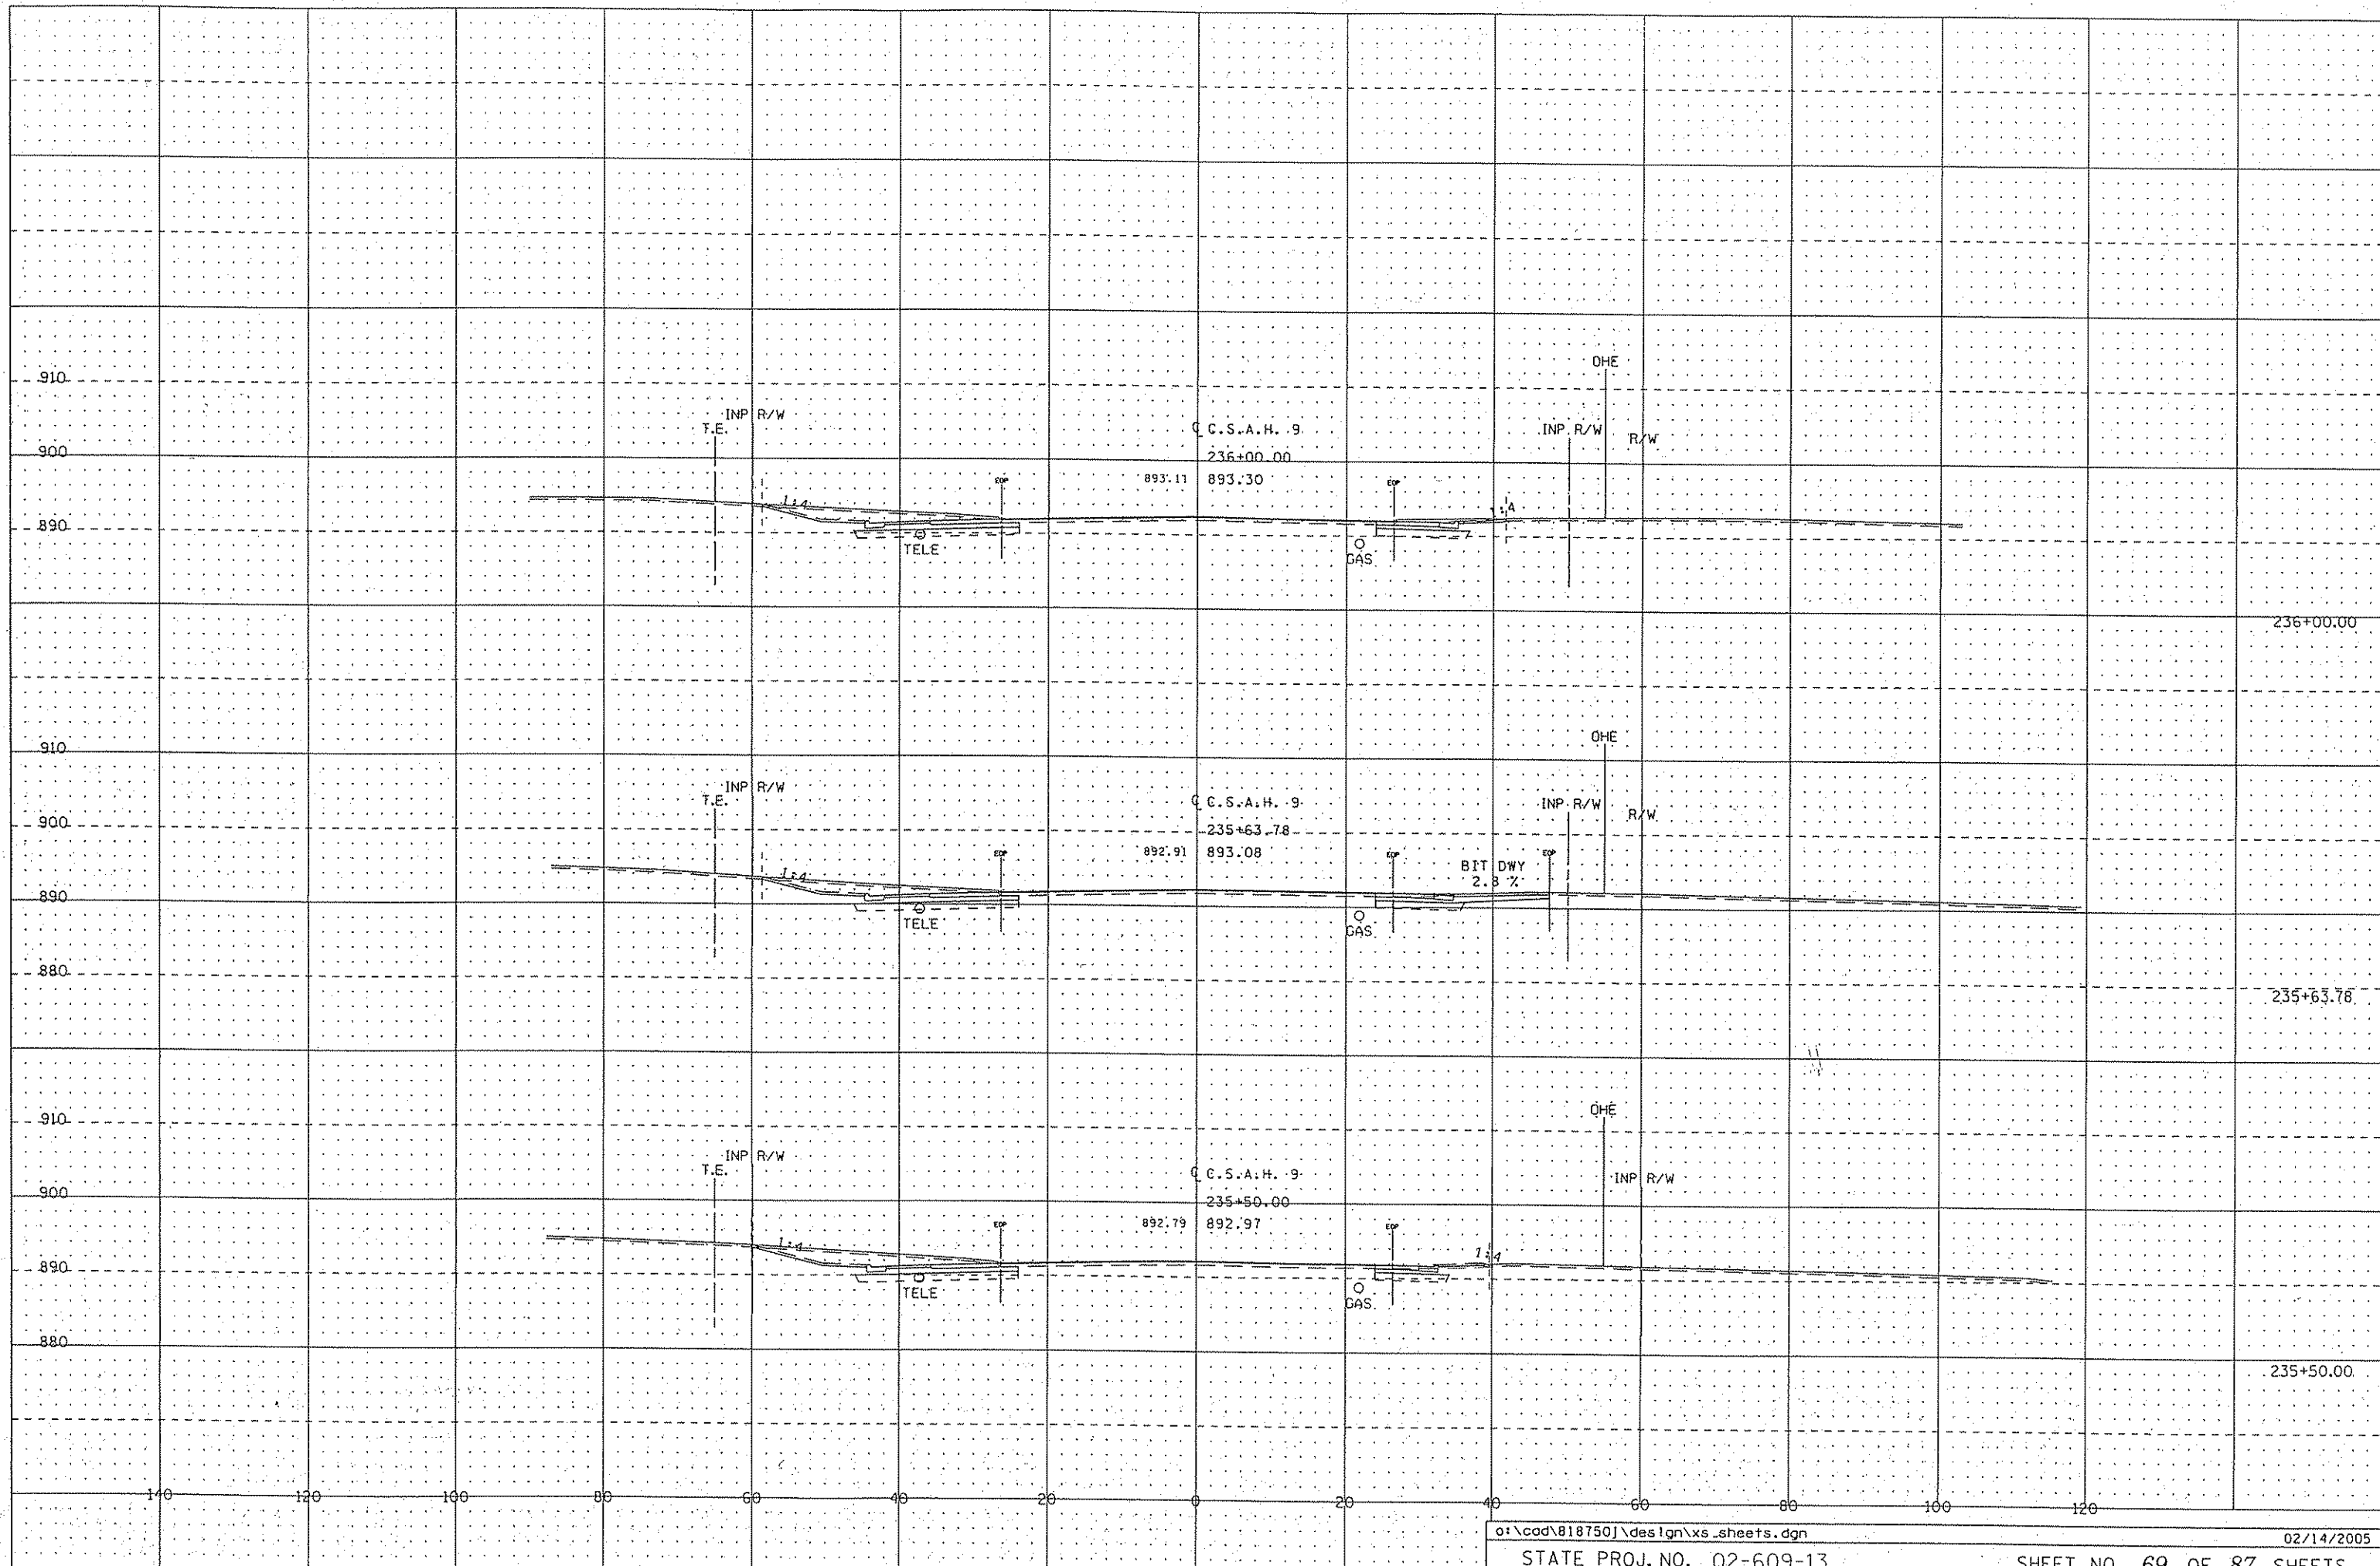 OHE
910
INP R/W
T.E.
℄ C.S.A.H. 9
INP R/W
R/W
900
236+00.00
EOP
893.11 893.30
EOP
1:4
1:4
890
TELE
GAS
236+00.00
910
OHE
INP R/W
T.E.
℄ C.S.A.H. 9
INP R/W
R/W
900
235+63.78
EOP
892.91 893.08
EOP
BIT DWY
2.8 %
EOP
1:4
890
TELE
GAS
880
235+63.78
910
OHE
INP R/W
T.E.
℄ C.S.A.H. 9
INP R/W
900
235+50.00
EOP
892.79 892.97
EOP
1:4
1:4
890
TELE
GAS
880
235+50.00
140 120 100 80 60 40 20 0 20 40 60 80 100 120
o:\cad\818750j\design\xs_sheets.dgn 02/14/2005
STATE PROJ. NO. 02-609-13 SHEET NO. 69 OF 87 SHEETS